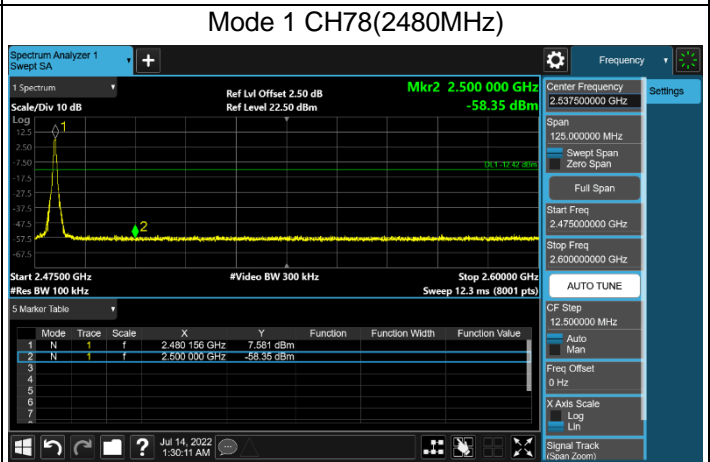 Mode 1 CH78(2480MHz)
Spectrum Analyzer 1
Swept SA
+
Frequency
1 Spectrum
Scale/Div 10 dB
Ref Lvl Offset 2.50 dB
Ref Level 22.50 dBm
Mkr2 2.500 000 GHz
-58.35 dBm
Log
12.5
2.50
-7.50
-17.5
-27.5
-37.5
-47.5
-57.5
-67.5
1
2
DL1 -12.42 dBm
Start 2.47500 GHz
#Res BW 100 kHz
#Video BW 300 kHz
Stop 2.60000 GHz
Sweep 12.3 ms (8001 pts)
5 Marker Table
Mode Trace Scale X Y Function Function Width Function Value
1 N 1 f 2.480 156 GHz 7.581 dBm
2 N 1 f 2.500 000 GHz -58.35 dBm
3
4
5
6
7
?
Jul 14, 2022
1:30:11 AM
Center Frequency
2.537500000 GHz
Settings
Span
125.000000 MHz
Swept Span
Zero Span
Full Span
Start Freq
2.475000000 GHz
Stop Freq
2.600000000 GHz
AUTO TUNE
CF Step
12.500000 MHz
Auto
Man
Freq Offset
0 Hz
X Axis Scale
Log
Lin
Signal Track
(Span Zoom)